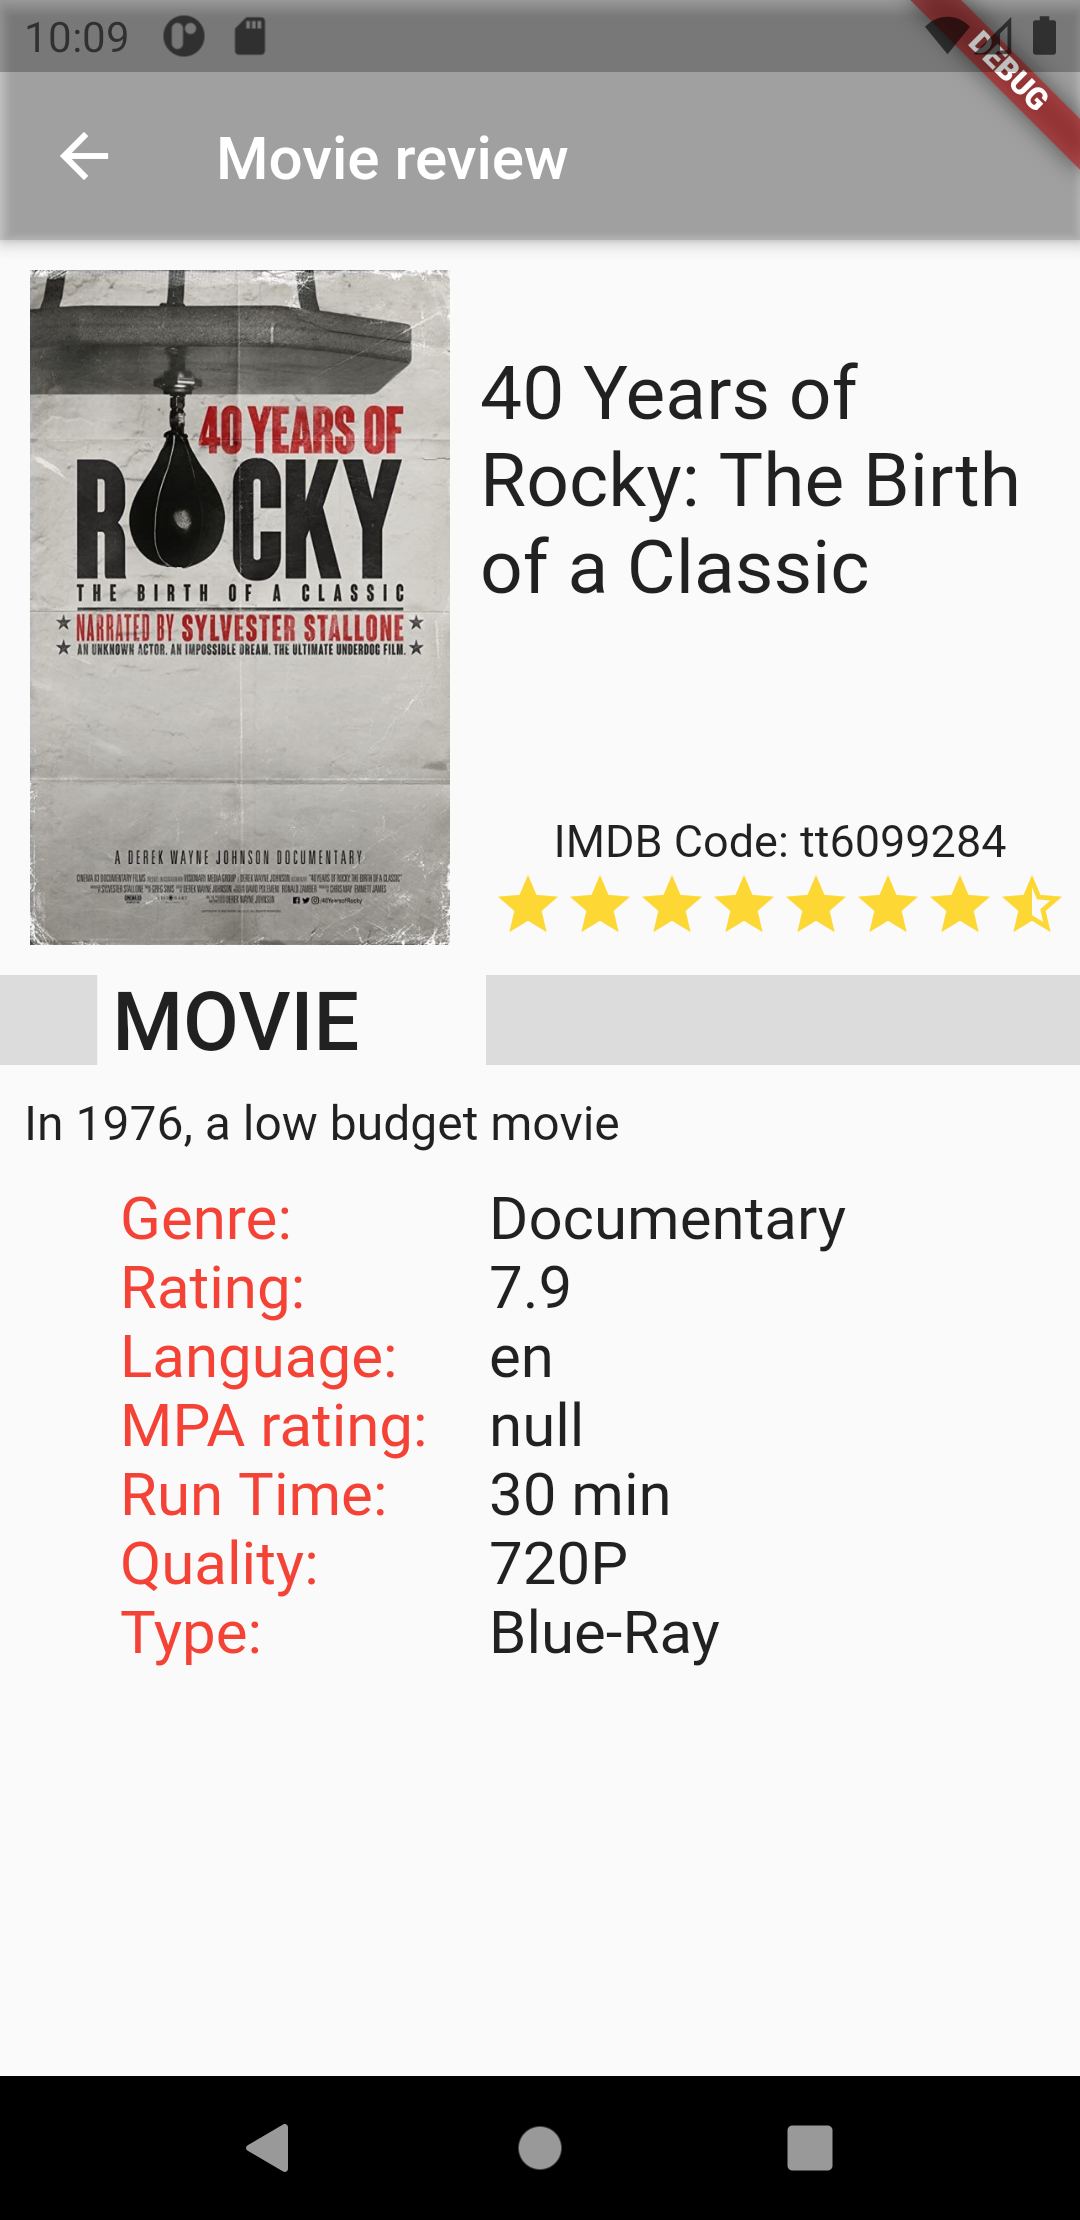 10:09
DEBUG
Movie review
40 YEARS OF
ROCKY
THE BIRTH OF A CLASSIC
NARRATED BY SYLVESTER STALLONE
AN UNKNOWN ACTOR. AN IMPOSSIBLE DREAM. THE ULTIMATE UNDERDOG FILM.
A DEREK WAYNE JOHNSON DOCUMENTARY
40 Years of
Rocky: The Birth
of a Classic
IMDB Code: tt6099284
MOVIE
In 1976, a low budget movie
Genre: Documentary
Rating: 7.9
Language: en
MPA rating: null
Run Time: 30 min
Quality: 720P
Type: Blue-Ray